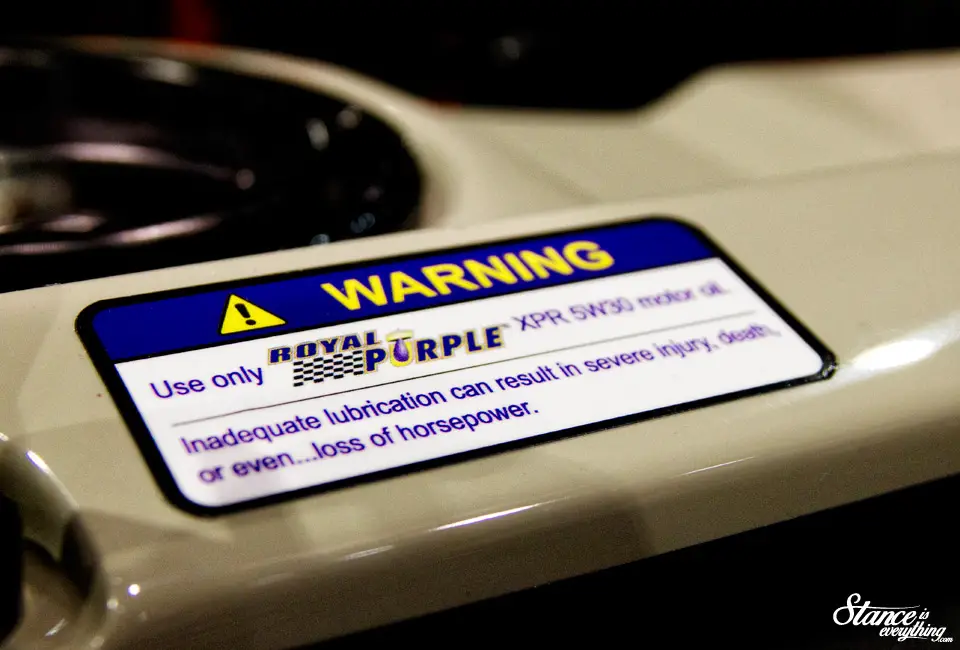 WARNING
Use only ROYAL PURPLE™ XPR 5W30 motor oil.
Inadequate lubrication can result in severe injury, death,
or even...loss of horsepower.
Stance is
everything.com